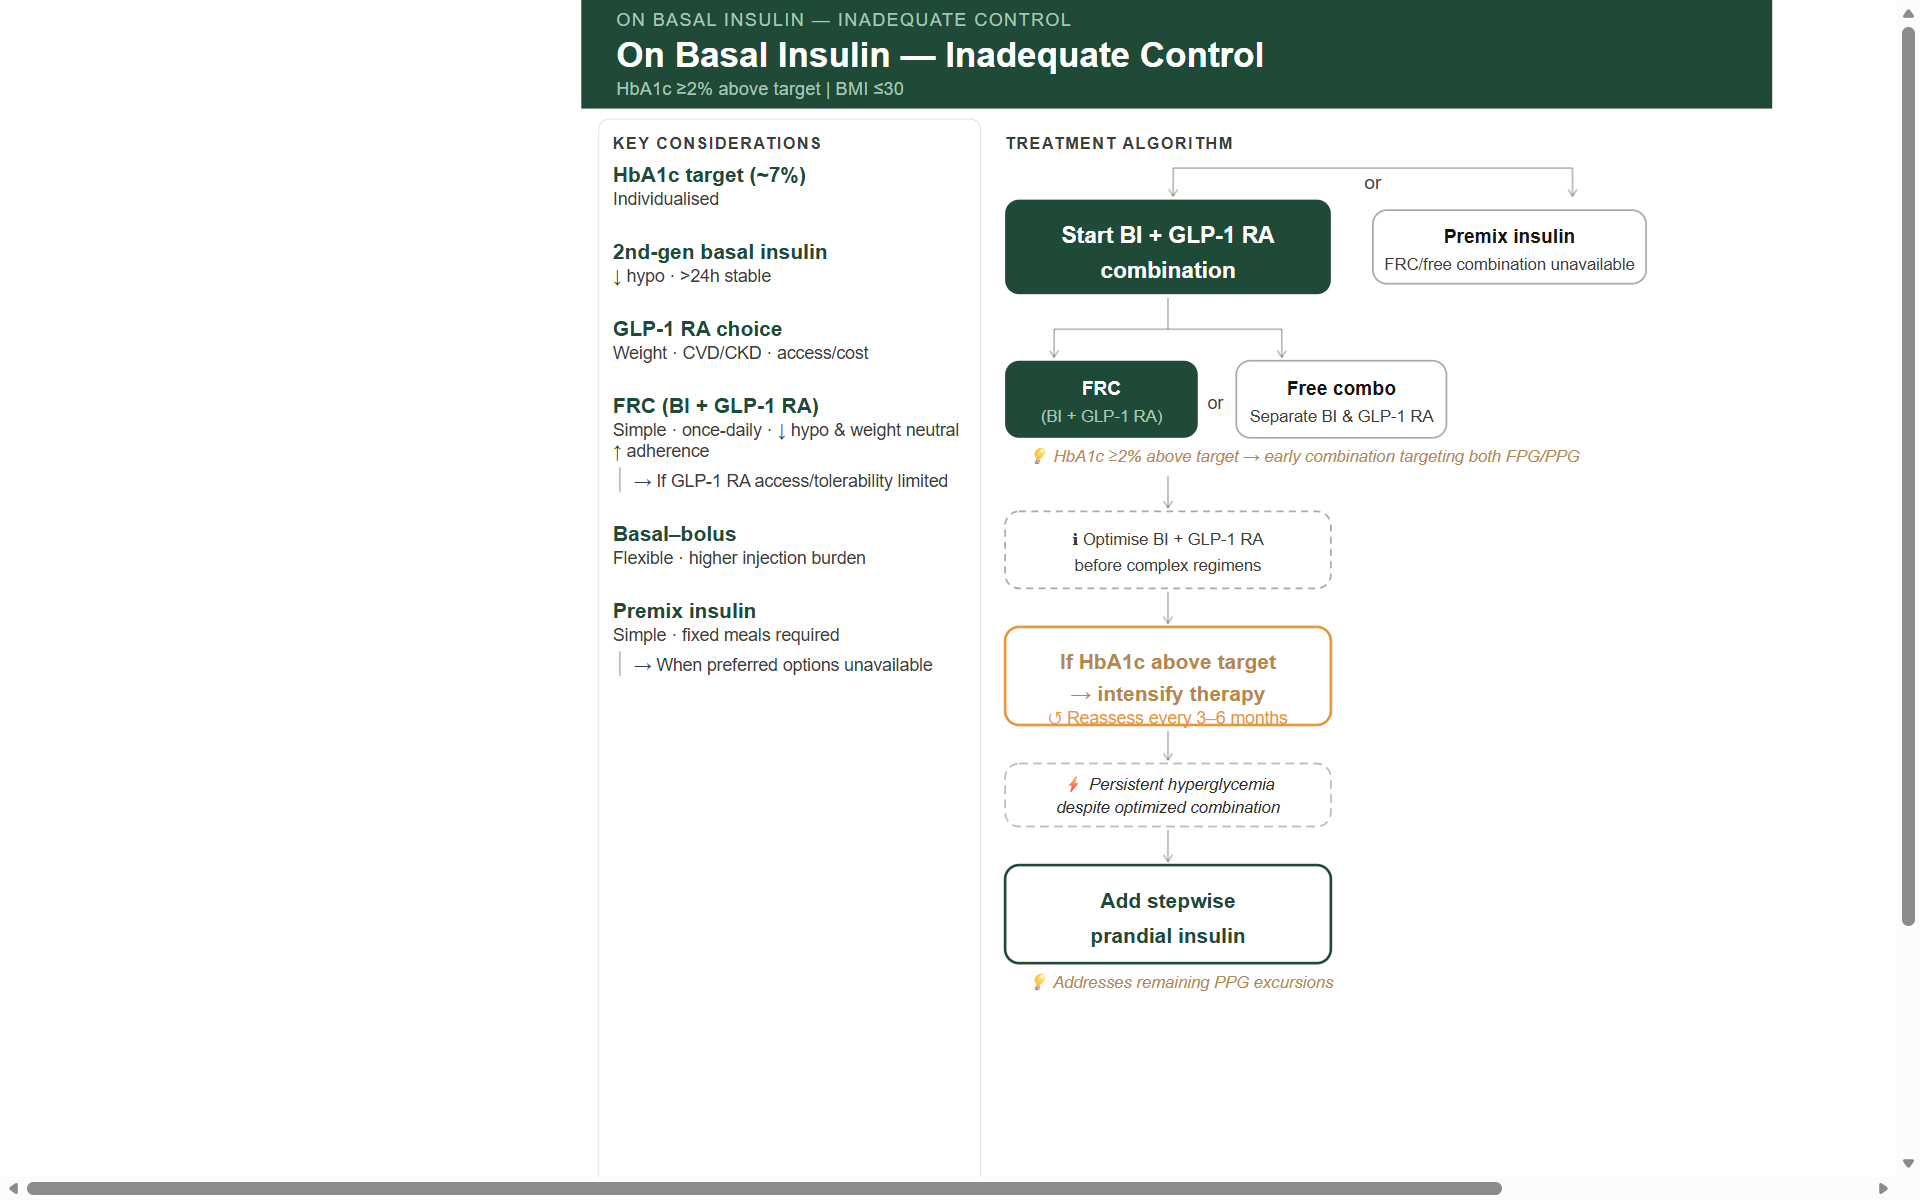 ON BASAL INSULIN — INADEQUATE CONTROL
On Basal Insulin — Inadequate Control
HbA1c ≥2% above target | BMI ≤30
KEY CONSIDERATIONS
HbA1c target (~7%)
Individualised
2nd-gen basal insulin
↓ hypo · >24h stable
GLP-1 RA choice
Weight · CVD/CKD · access/cost
FRC (BI + GLP-1 RA)
Simple · once-daily · ↓ hypo & weight neutral
↑ adherence
→ If GLP-1 RA access/tolerability limited
Basal–bolus
Flexible · higher injection burden
Premix insulin
Simple · fixed meals required
→ When preferred options unavailable
TREATMENT ALGORITHM
or
Start BI + GLP-1 RA
combination
Premix insulin
FRC/free combination unavailable
FRC
(BI + GLP-1 RA)
or
Free combo
Separate BI & GLP-1 RA
💡 HbA1c ≥2% above target → early combination targeting both FPG/PPG
ℹ Optimise BI + GLP-1 RA
before complex regimens
If HbA1c above target
→ intensify therapy
↺ Reassess every 3–6 months
⚡ Persistent hyperglycemia
despite optimized combination
Add stepwise
prandial insulin
💡 Addresses remaining PPG excursions